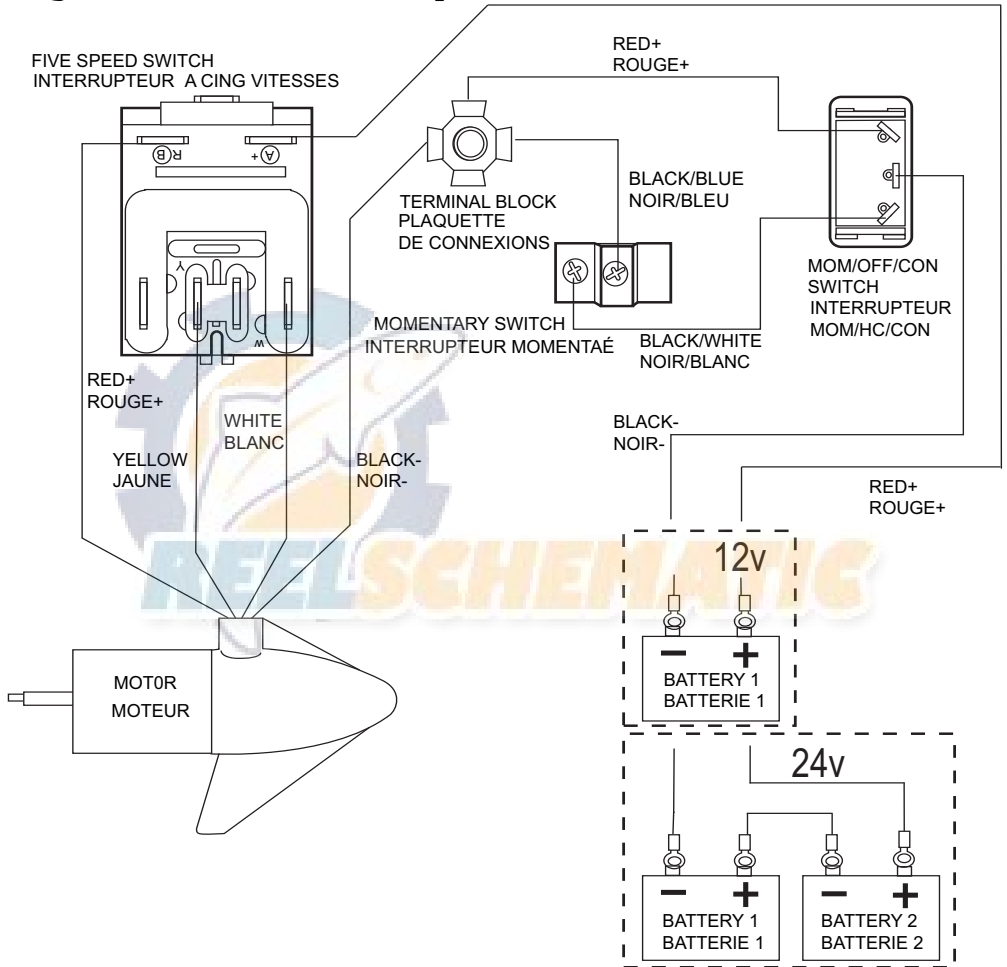 FIVE SPEED SWITCH
INTERRUPTEUR A CING VITESSES
RED+
ROUGE+
R B
A +
TERMINAL BLOCK
PLAQUETTE
DE CONNEXIONS
BLACK/BLUE
NOIR/BLEU
MOM/OFF/CON
SWITCH
INTERRUPTEUR
MOM/HC/CON
Y
W
MOMENTARY SWITCH
INTERRUPTEUR MOMENTAÉ
BLACK/WHITE
NOIR/BLANC
RED+
ROUGE+
WHITE
BLANC
YELLOW
JAUNE
BLACK-
NOIR-
BLACK-
NOIR-
RED+
ROUGE+
REELSCHEMATIC
12v
- +
BATTERY 1
BATTERIE 1
MOT0R
MOTEUR
24v
- +
BATTERY 1
BATTERIE 1
- +
BATTERY 2
BATTERIE 2